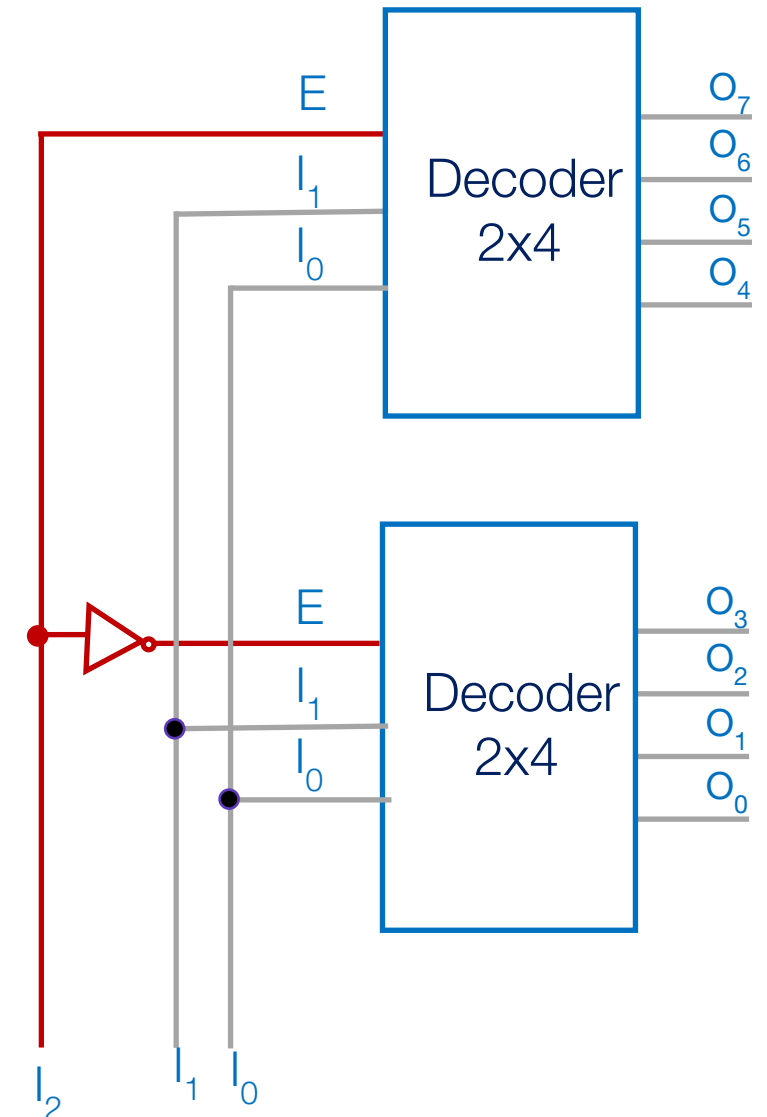 E
I₁
I₀
Decoder
2x4
O₇
O₆
O₅
O₄
E
I₁
I₀
Decoder
2x4
O₃
O₂
O₁
O₀
I₂
I₁
I₀